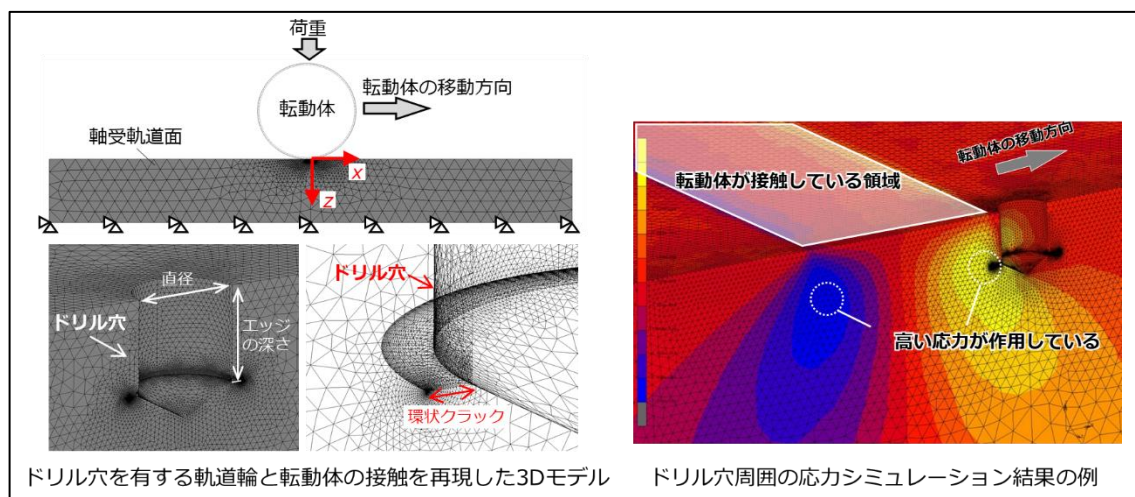 荷重
転動体
転動体の移動方向
軸受軌道面
x
z
直径
ドリル穴
エッジ
の深さ
ドリル穴
環状クラック
ドリル穴を有する軌道輪と転動体の接触を再現した3Dモデル
転動体の移動方向
転動体が接触している領域
高い応力が作用している
ドリル穴周囲の応力シミュレーション結果の例